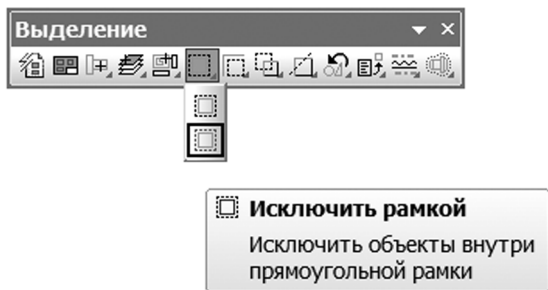 Выделение
Исключить рамкой
Исключить объекты внутри
прямоугольной рамки